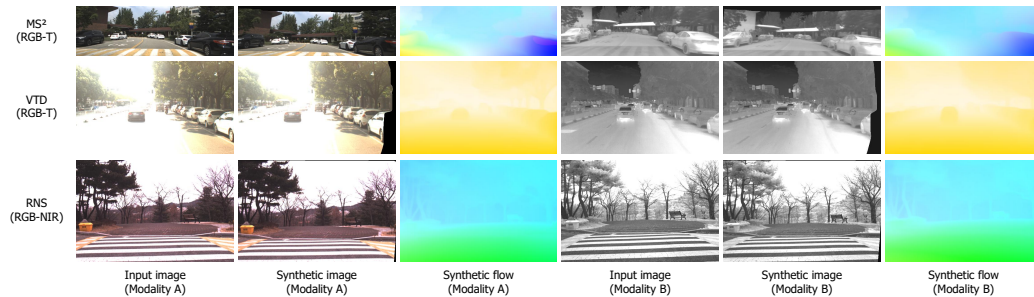 MS²
(RGB-T)
VTD
(RGB-T)
RNS
(RGB-NIR)
Input image
(Modality A)
Synthetic image
(Modality A)
Synthetic flow
(Modality A)
Input image
(Modality B)
Synthetic image
(Modality B)
Synthetic flow
(Modality B)